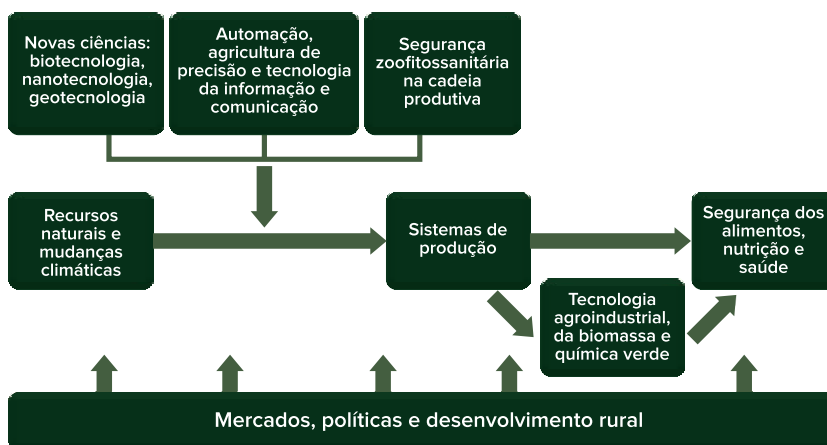 Novas ciências:
biotecnologia,
nanotecnologia,
geotecnologia
Automação,
agricultura de
precisão e tecnologia
da informação e
comunicação
Segurança
zoofitossanitária
na cadeia
produtiva
Recursos
naturais e
mudanças
climáticas
Sistemas de
produção
Segurança dos
alimentos,
nutrição e
saúde
Tecnologia
agroindustrial,
da biomassa e
química verde
Mercados, políticas e desenvolvimento rural